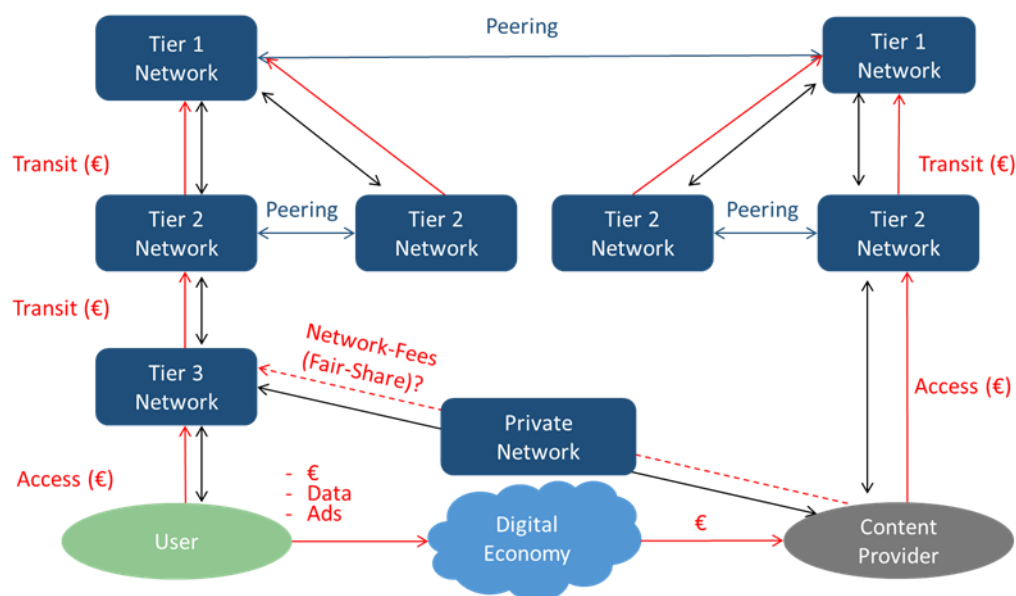 Peering
Tier 1
Network
Tier 1
Network
Transit (€)
Transit (€)
Tier 2
Network
Peering
Tier 2
Network
Tier 2
Network
Peering
Tier 2
Network
Transit (€)
Network-Fees
(Fair-Share)?
Tier 3
Network
Access (€)
Private
Network
Access (€)
- €
- Data
- Ads
User
Digital
Economy
€
Content
Provider